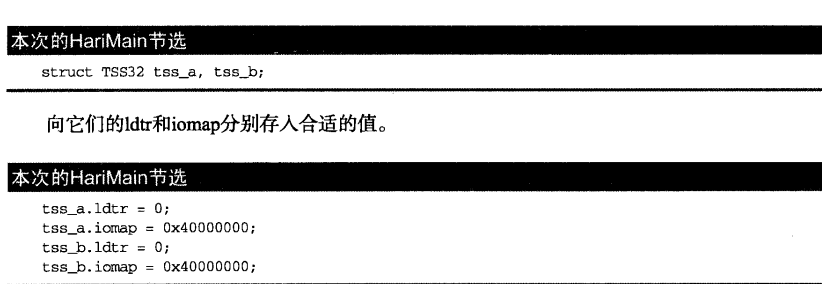 本次的HariMain节选
struct TSS32 tss_a, tss_b;
向它们的ldtr和iomap分别存入合适的值。
本次的HariMain节选
tss_a.ldtr = 0;
tss_a.iomap = 0x40000000;
tss_b.ldtr = 0;
tss_b.iomap = 0x40000000;